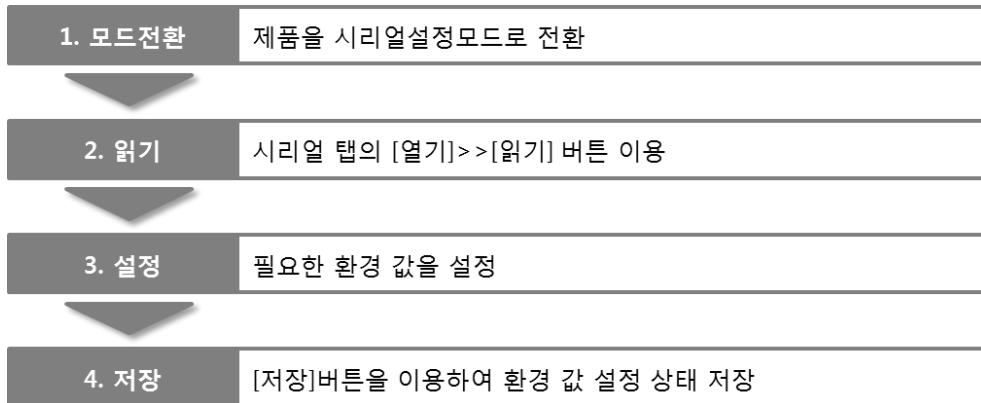 1. 모드전환 제품을 시리얼설정모드로 전환
2. 읽기 시리얼 탭의 [열기]>>[읽기] 버튼 이용
3. 설정 필요한 환경 값을 설정
4. 저장 [저장]버튼을 이용하여 환경 값 설정 상태 저장